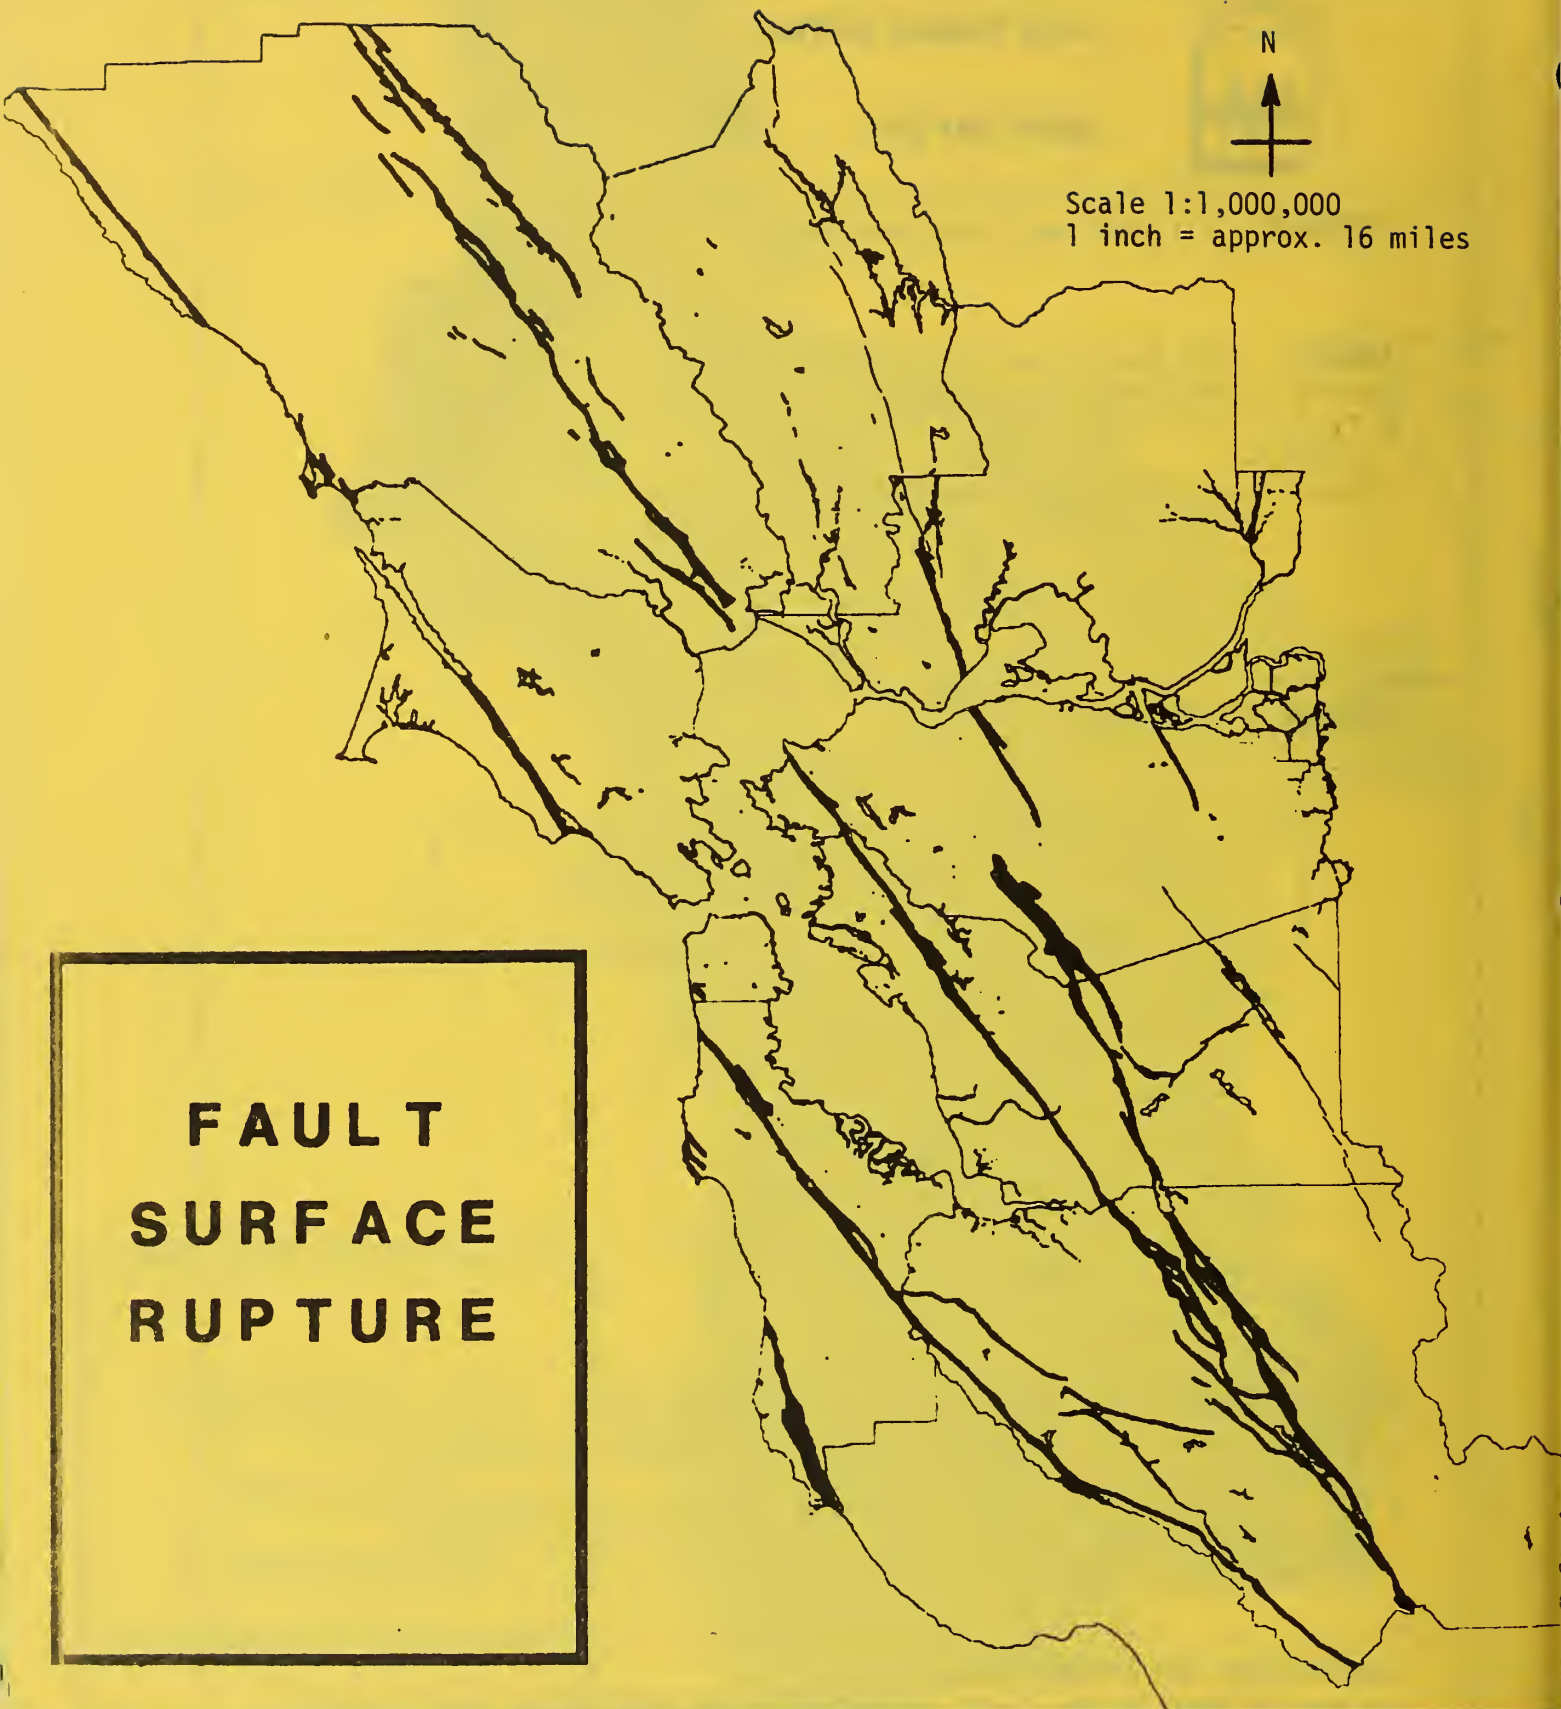 N
Scale 1:1,000,000
1 inch = approx. 16 miles
FAULT
SURFACE
RUPTURE